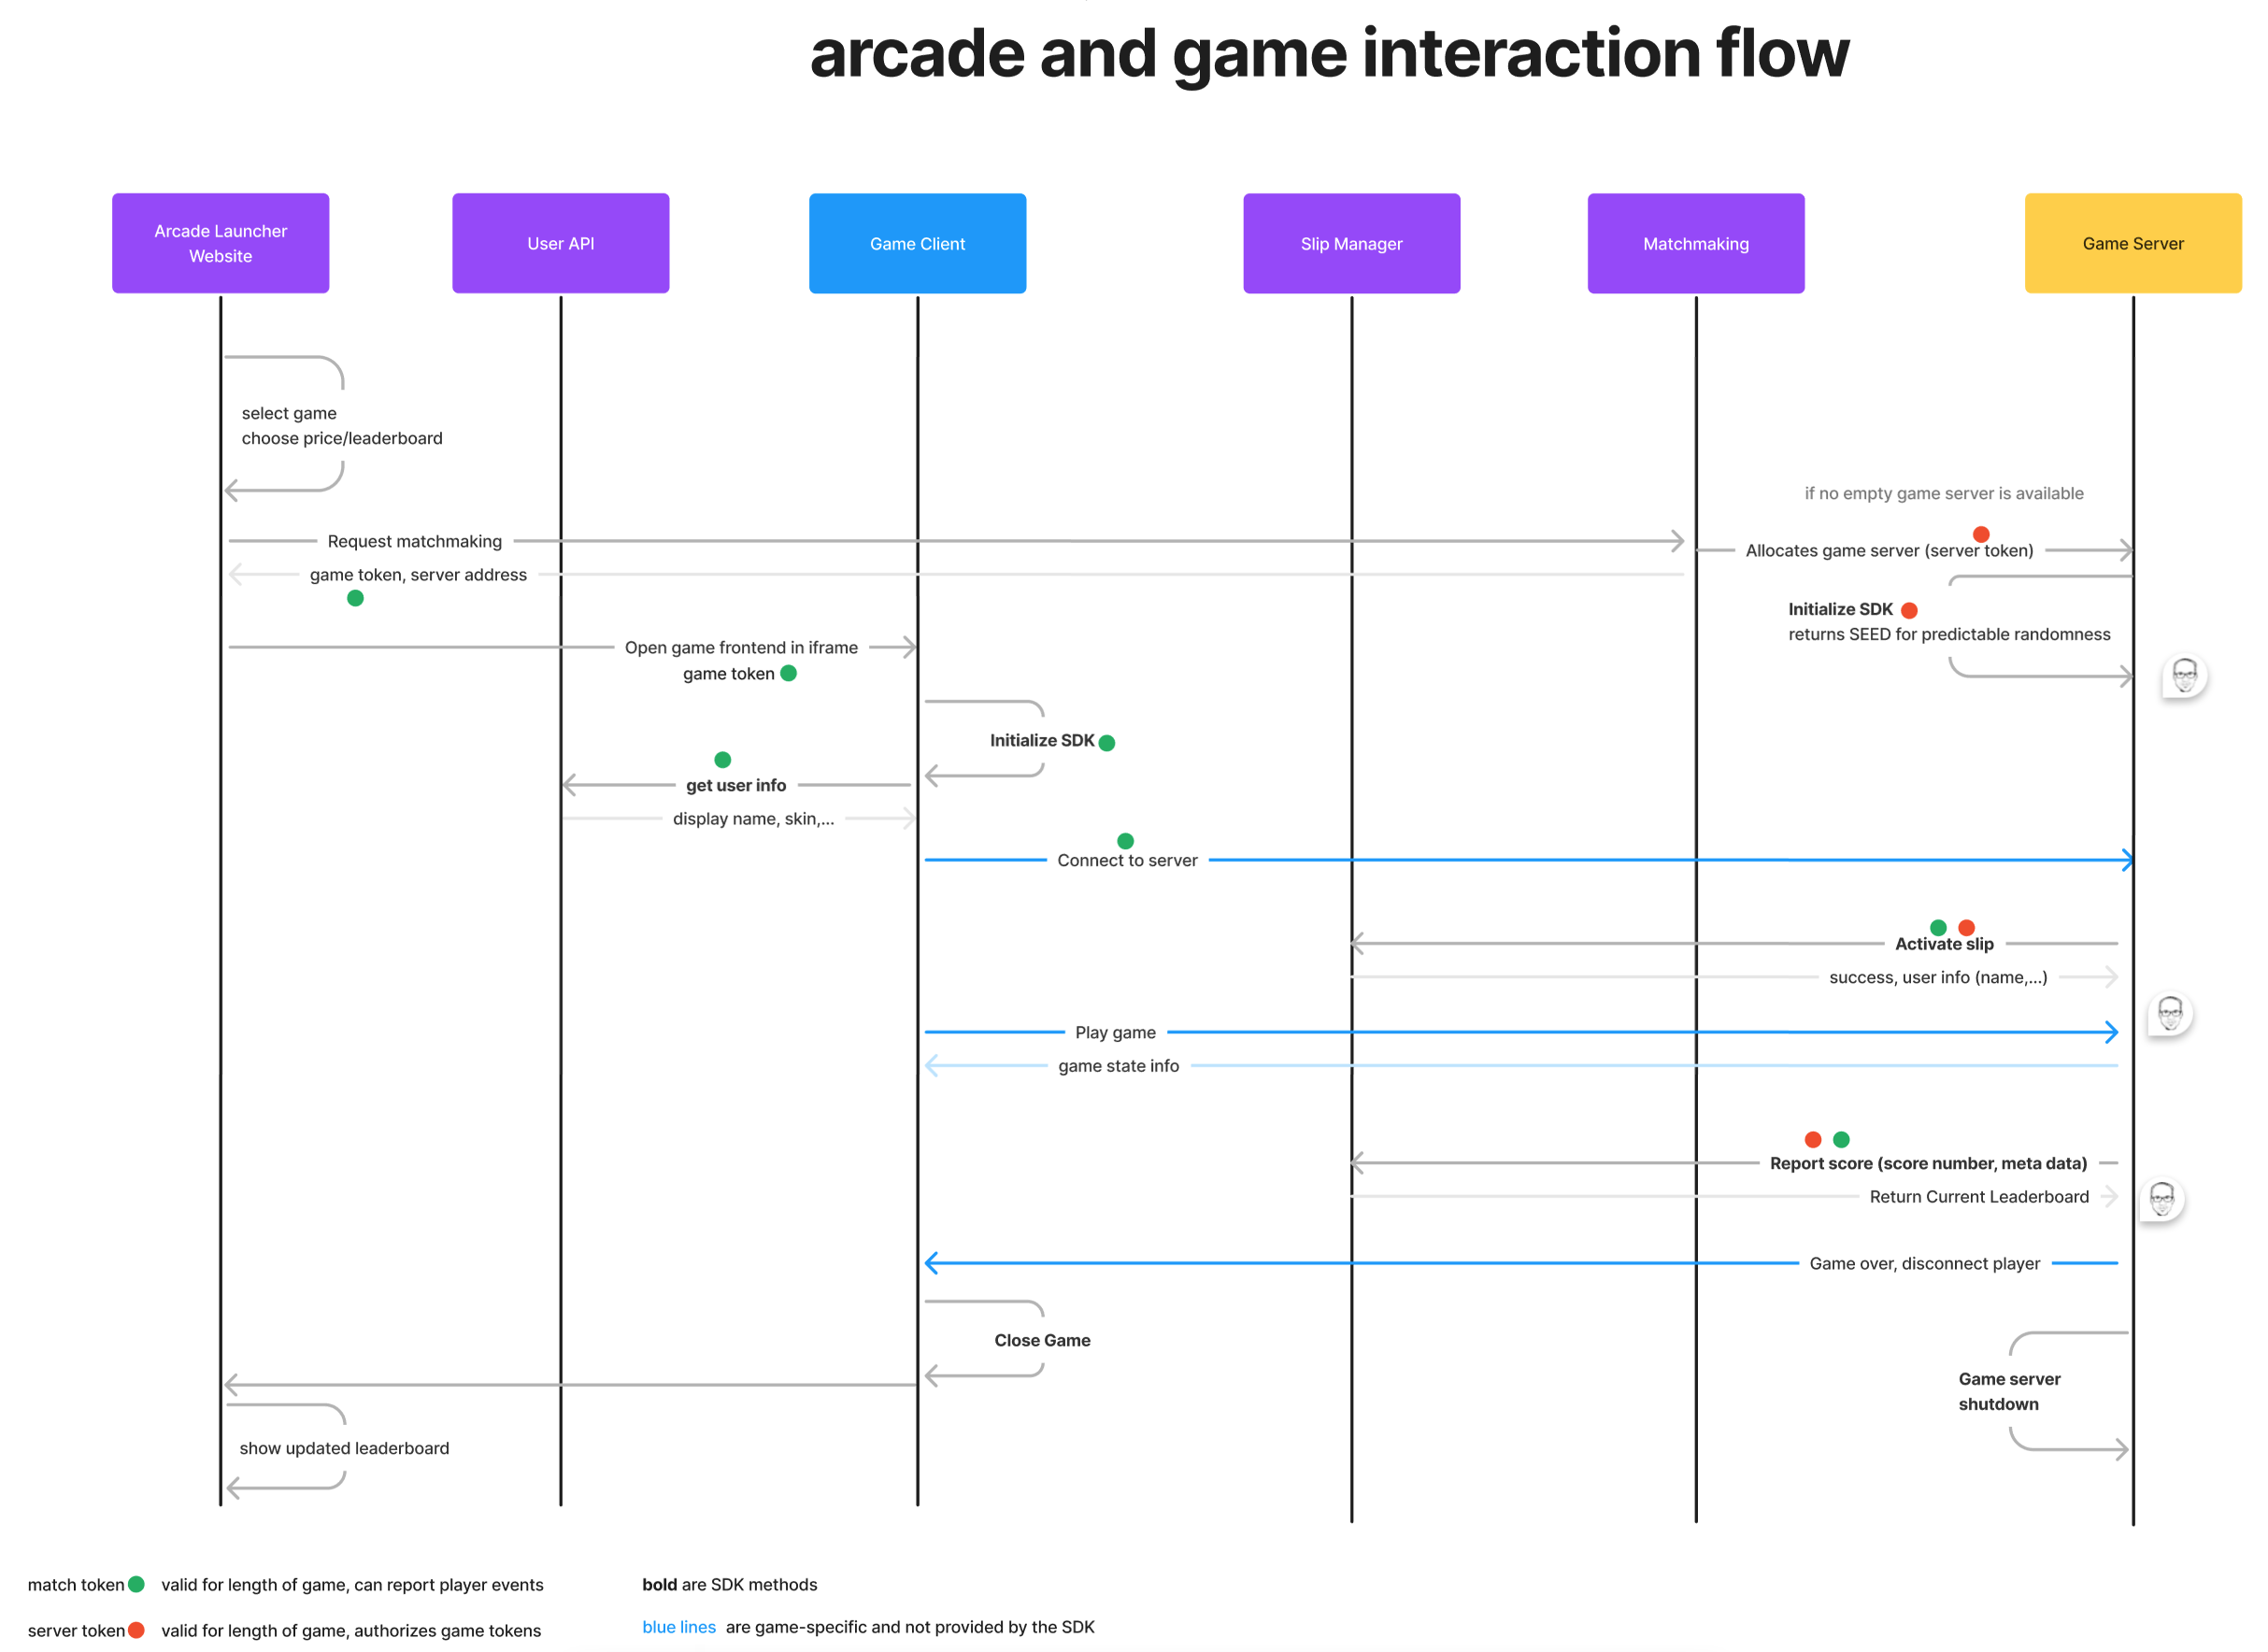 arcade and game interaction flow
Arcade Launcher
Website
User API
Game Client
Slip Manager
Matchmaking
Game Server
select game
choose price/leaderboard
if no empty game server is available
Request matchmaking
Allocates game server (server token)
game token, server address
Initialize SDK
returns SEED for predictable randomness
Open game frontend in iframe
game token
Initialize SDK
get user info
display name, skin,...
Connect to server
Activate slip
success, user info (name,...)
Play game
game state info
Report score (score number, meta data)
Return Current Leaderboard
Game over, disconnect player
Close Game
Game server
shutdown
show updated leaderboard
match token valid for length of game, can report player events
bold are SDK methods
server token valid for length of game, authorizes game tokens
blue lines are game-specific and not provided by the SDK